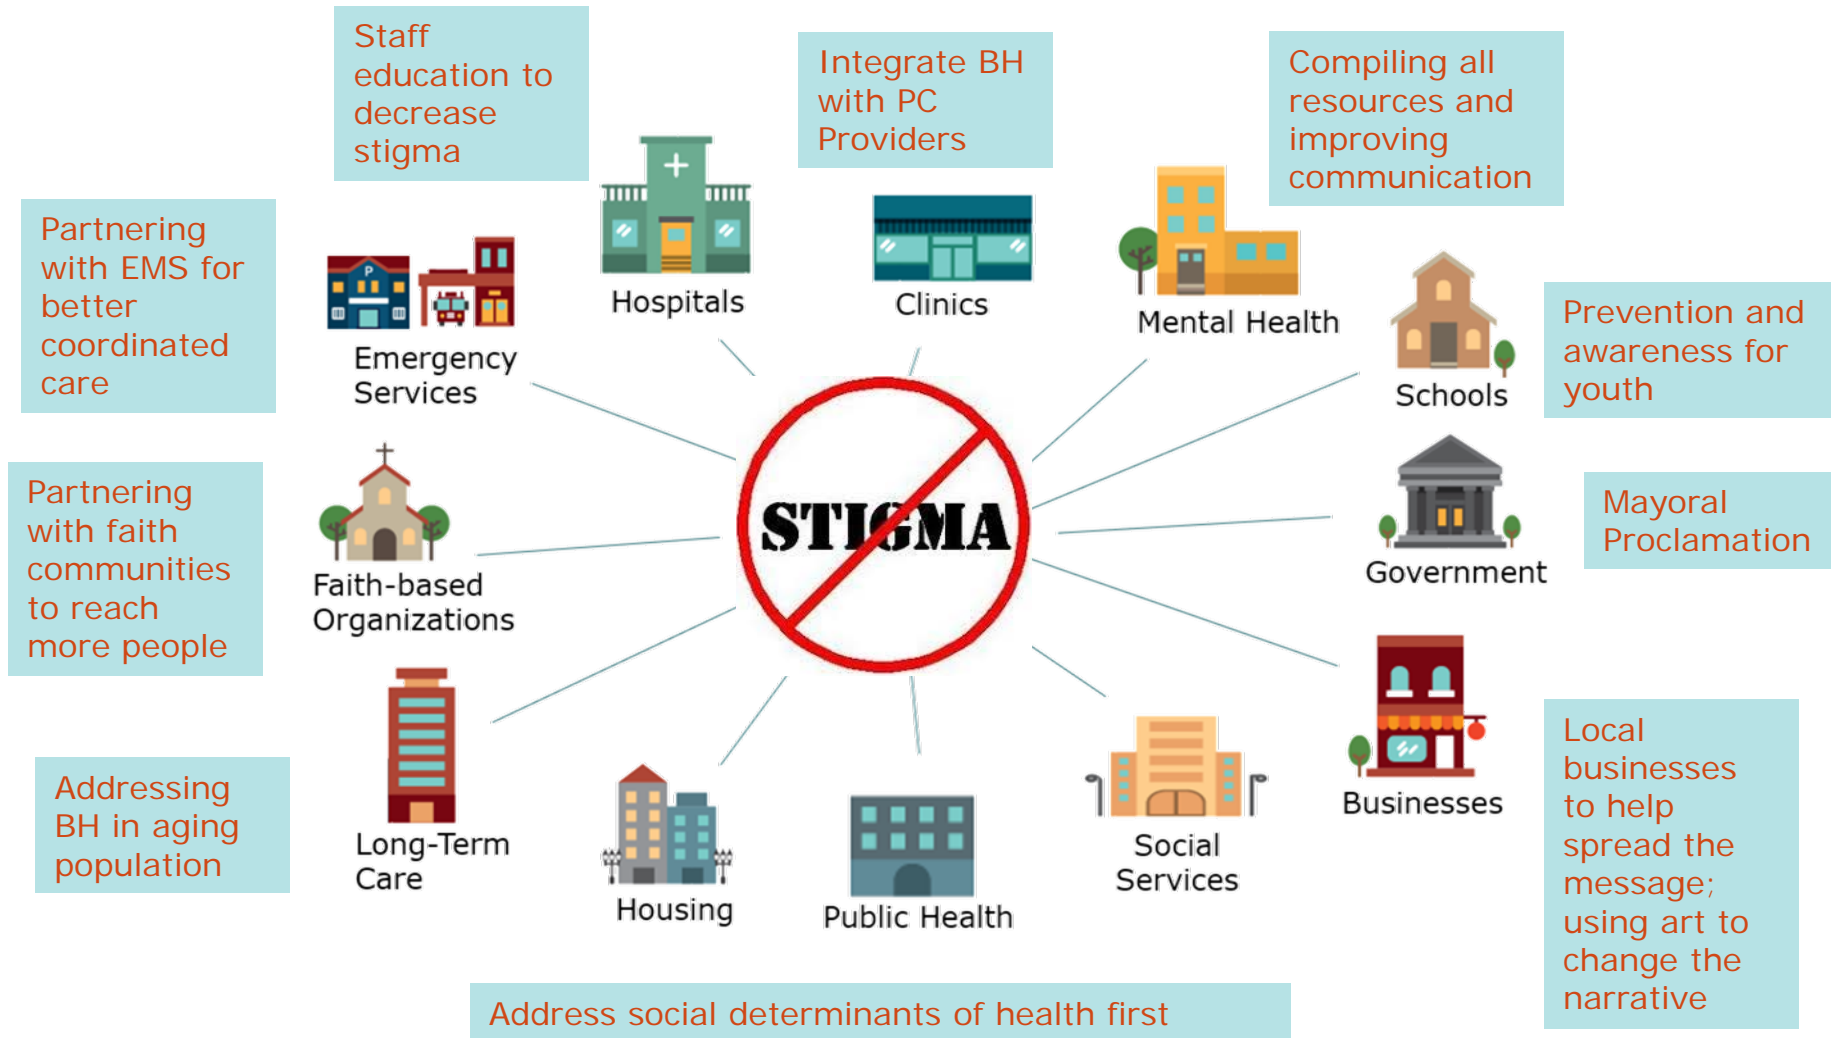 Staff
education to
decrease
stigma
Integrate BH
with PC
Providers
Compiling all
resources and
improving
communication
Partnering
with EMS for
better
coordinated
care
P
Emergency
Services
Hospitals
Clinics
Mental Health
Schools
Prevention and
awareness for
youth
Partnering
with faith
communities
to reach
more people
Faith-based
Organizations
STIGMA
Government
Mayoral
Proclamation
Addressing
BH in aging
population
Long-Term
Care
Housing
Public Health
Social
Services
Businesses
Local
businesses
to help
spread the
message;
using art to
change the
narrative
Address social determinants of health first